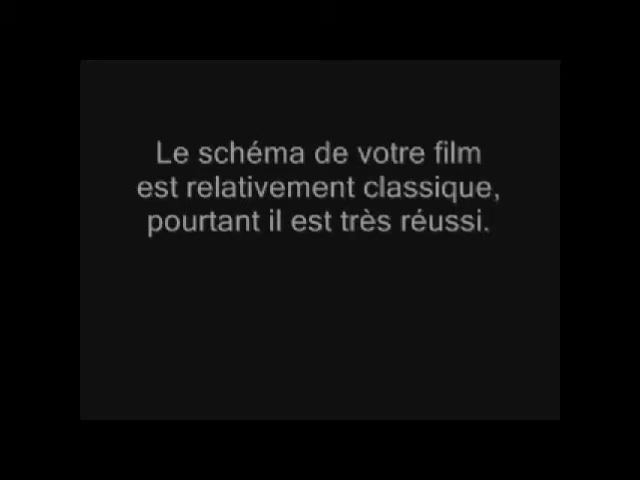 Le schéma de votre film
est relativement classique,
pourtant il est très réussi.